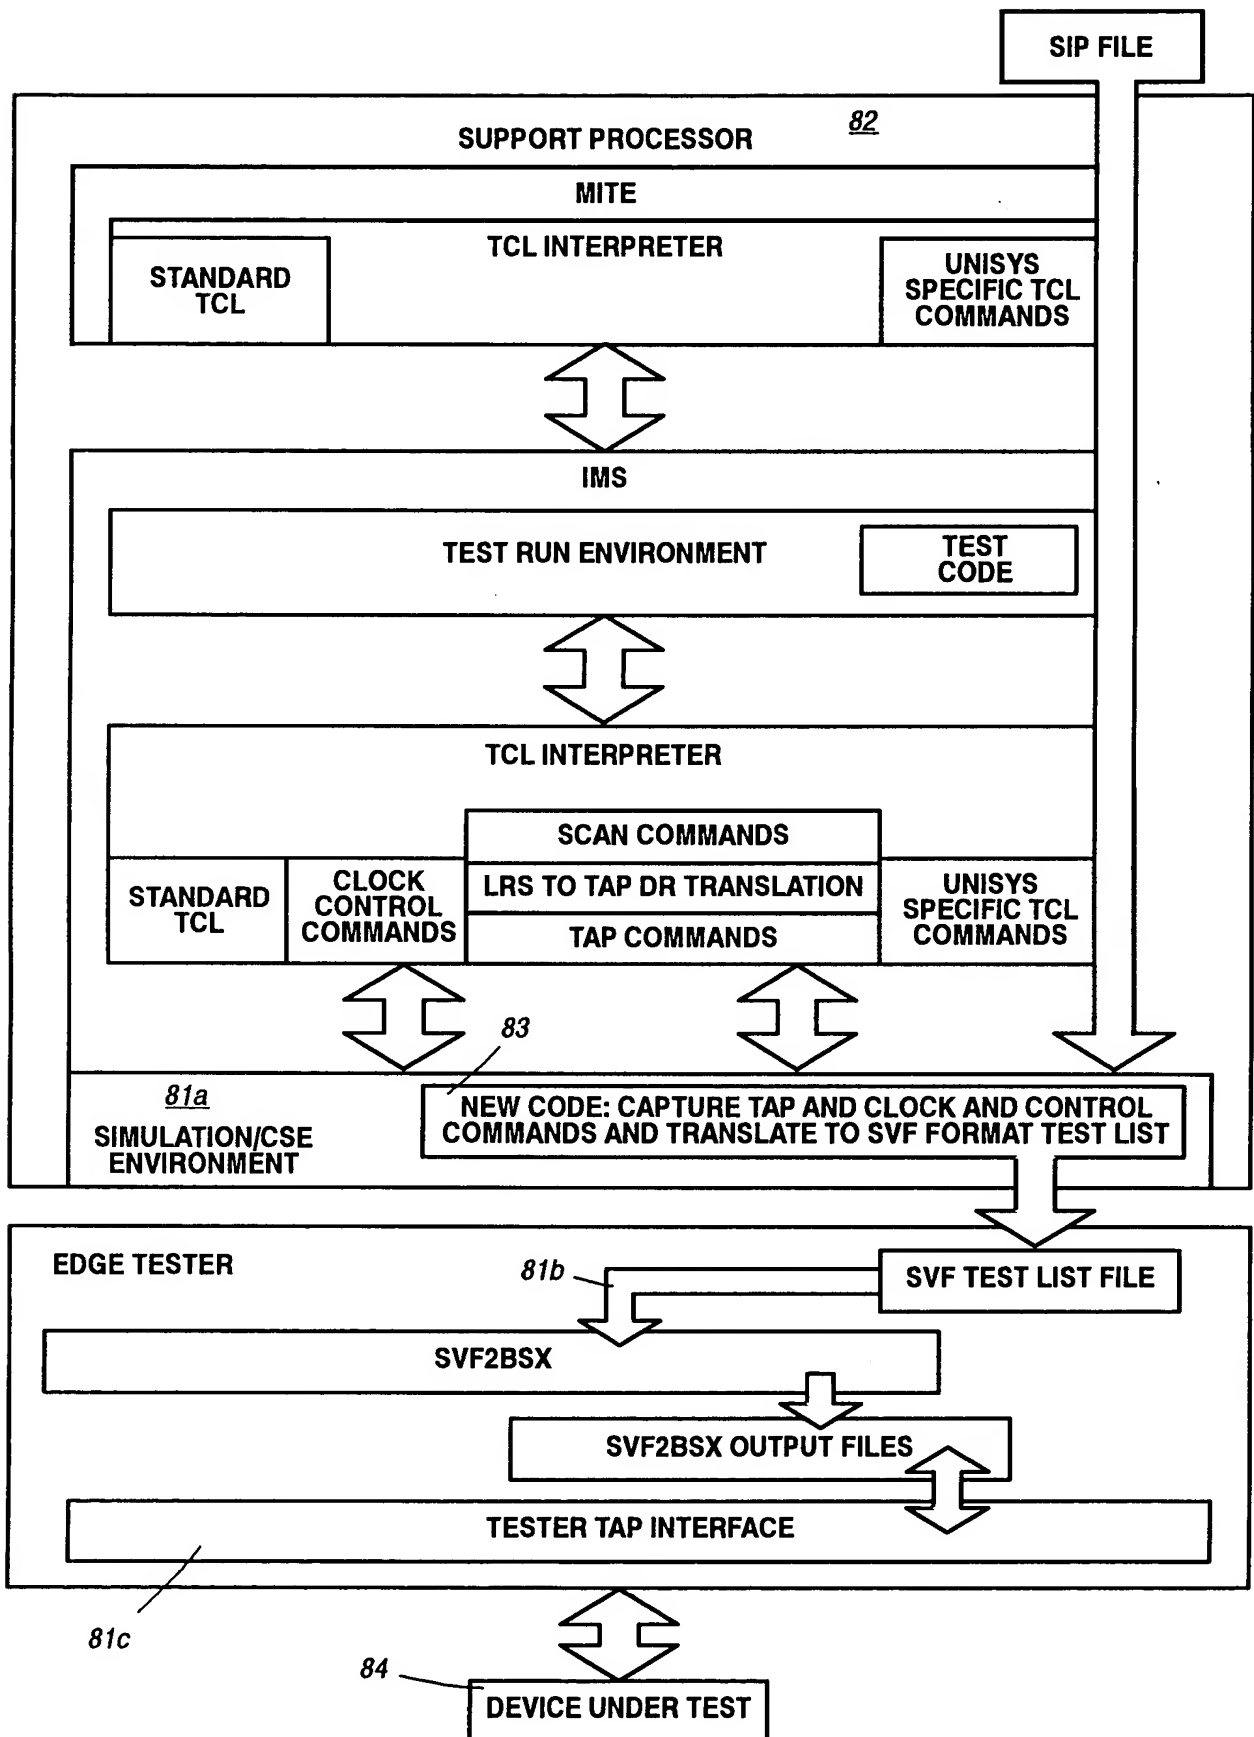 SIP FILE
82
SUPPORT PROCESSOR
MITE
TCL INTERPRETER
STANDARD
TCL
UNISYS
SPECIFIC TCL
COMMANDS
IMS
TEST RUN ENVIRONMENT
TEST
CODE
TCL INTERPRETER
SCAN COMMANDS
STANDARD
TCL
CLOCK
CONTROL
COMMANDS
LRS TO TAP DR TRANSLATION
TAP COMMANDS
UNISYS
SPECIFIC TCL
COMMANDS
83
81a
SIMULATION/CSE
ENVIRONMENT
NEW CODE: CAPTURE TAP AND CLOCK AND CONTROL
COMMANDS AND TRANSLATE TO SVF FORMAT TEST LIST
EDGE TESTER
81b
SVF TEST LIST FILE
SVF2BSX
SVF2BSX OUTPUT FILES
TESTER TAP INTERFACE
81c
84
DEVICE UNDER TEST